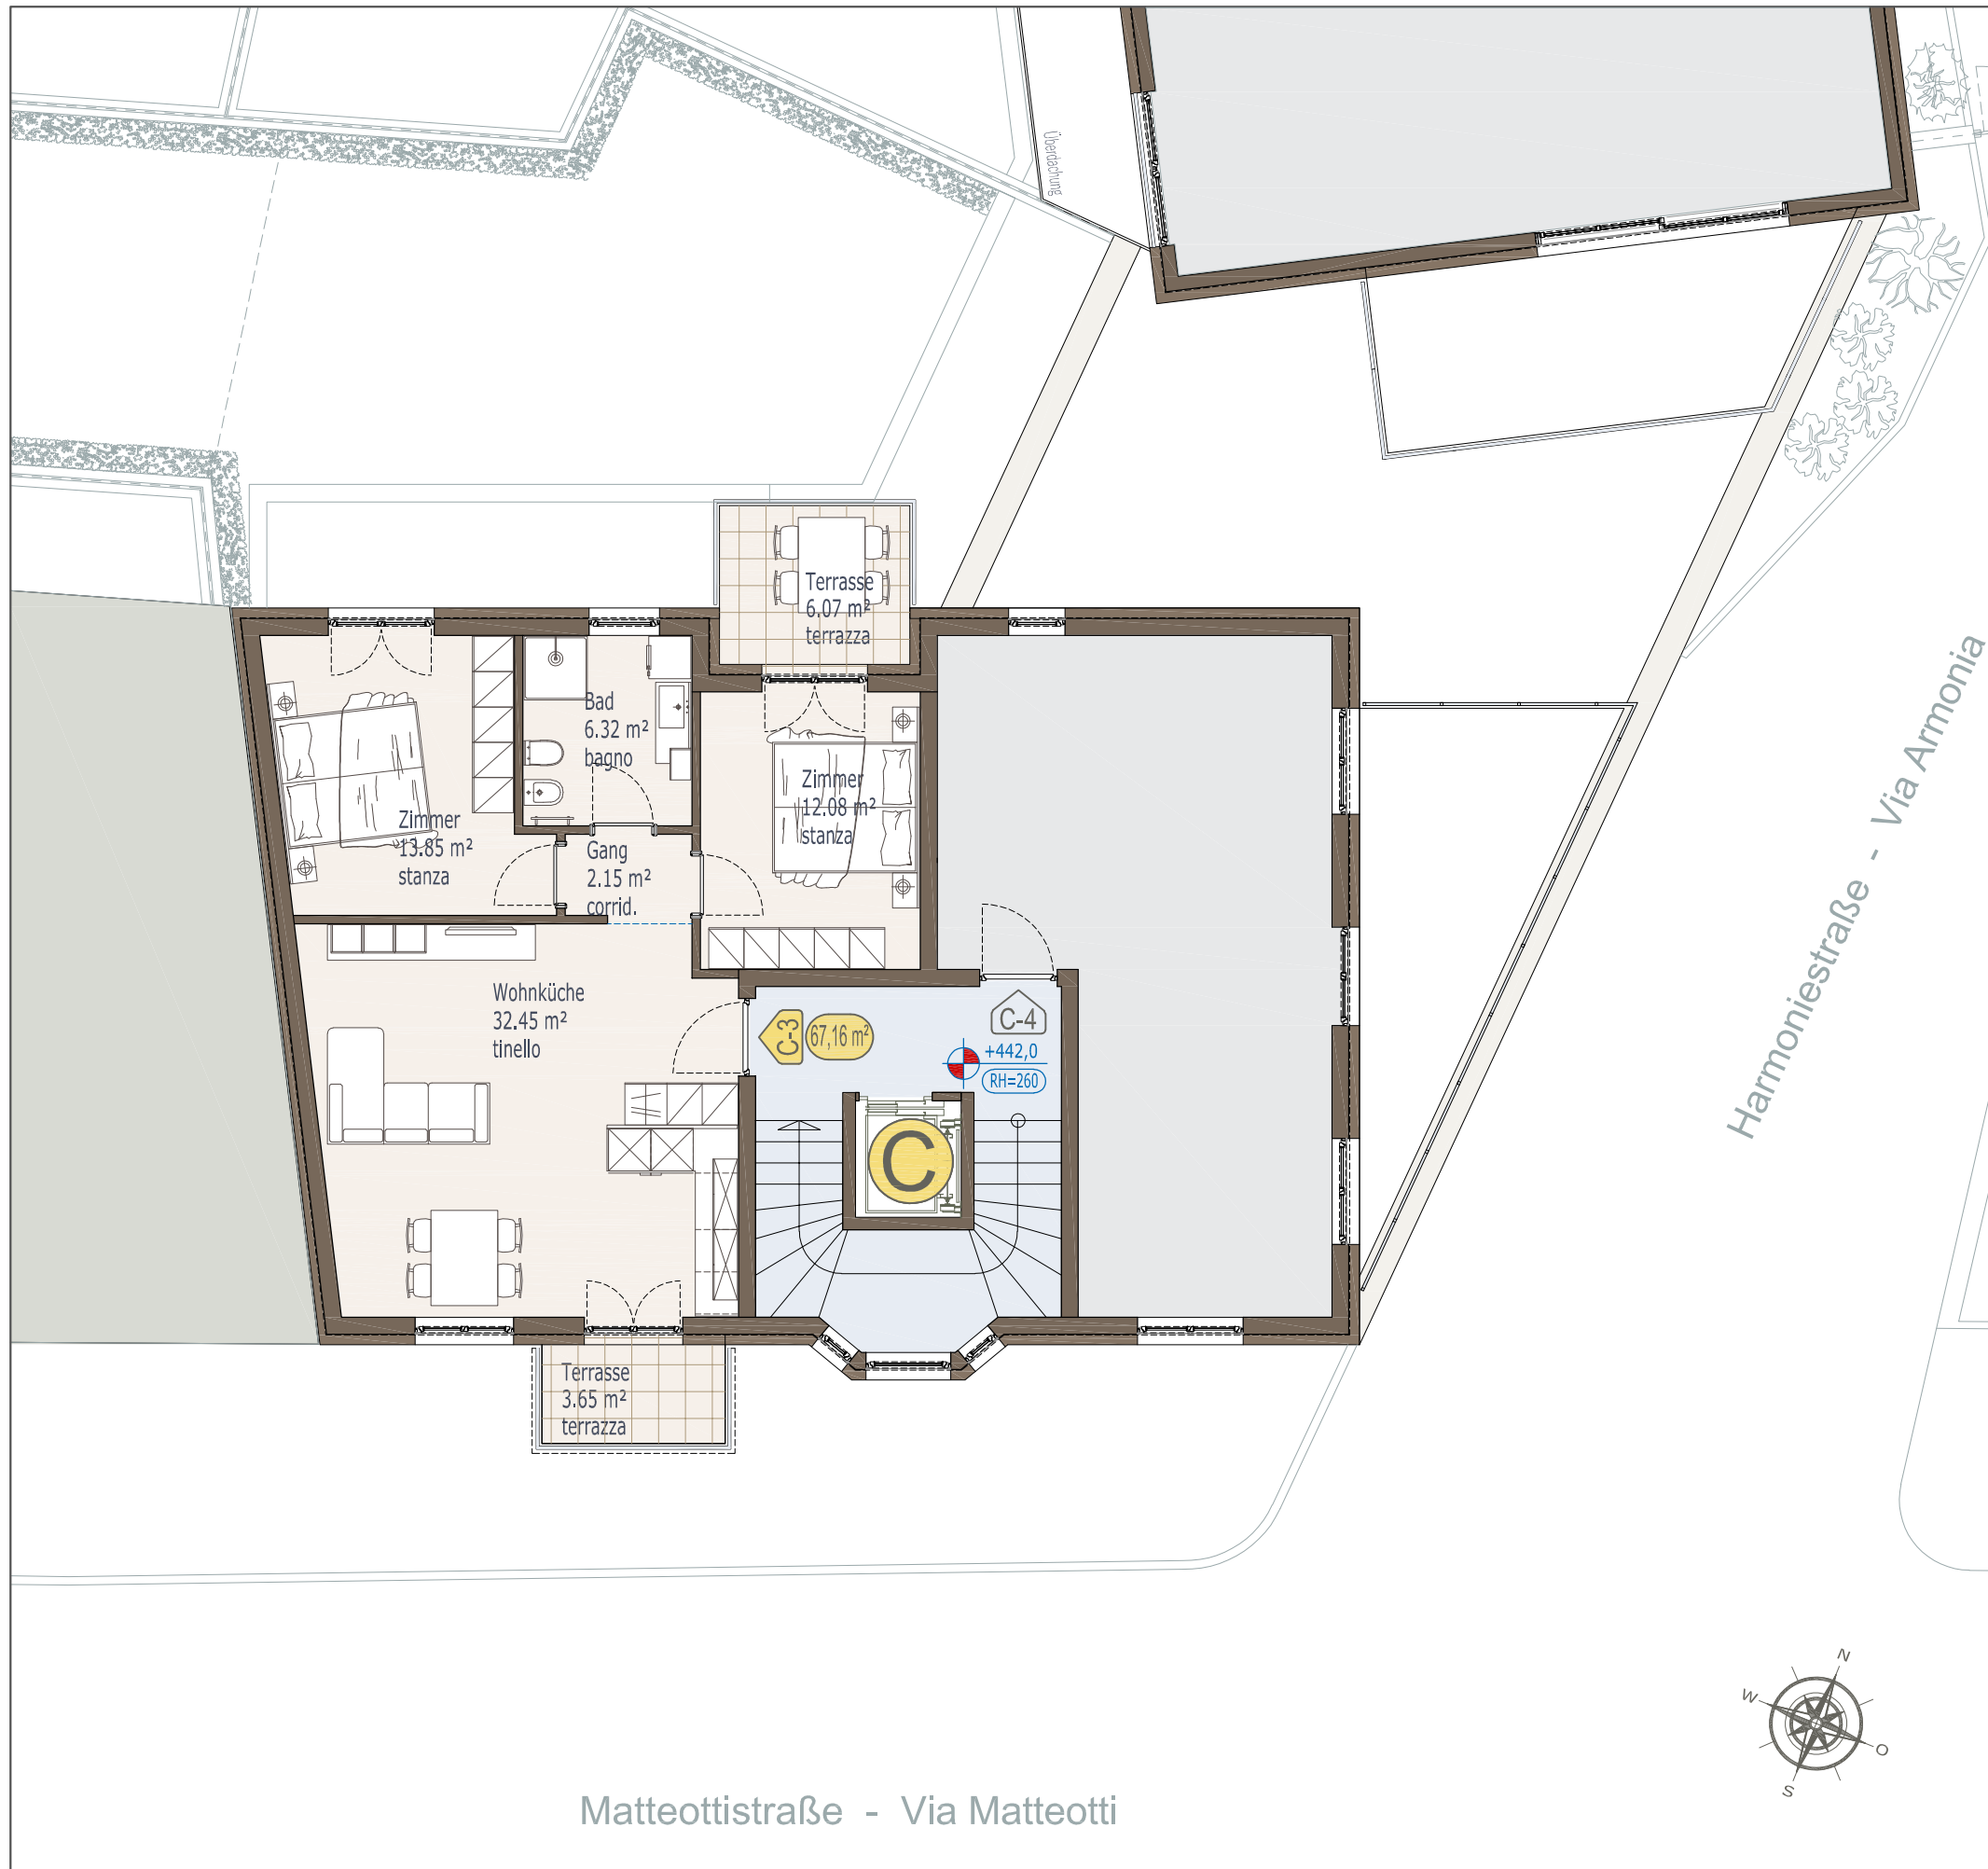 Überdachung
Terrasse
6.07 m²
terrazza
Bad
6.32 m²
bagno
Zimmer
12.08 m²
stanza
Zimmer
13.85 m²
stanza
Gang
2.15 m²
corrid.
Wohnküche
32.45 m²
tinello
C-3
67,16 m²
C-4
+442,0
RH=260
C
Terrasse
3.65 m²
terrazza
Harmoniestraße - Via Armonia
Matteottistraße - Via Matteotti
N
W
O
S